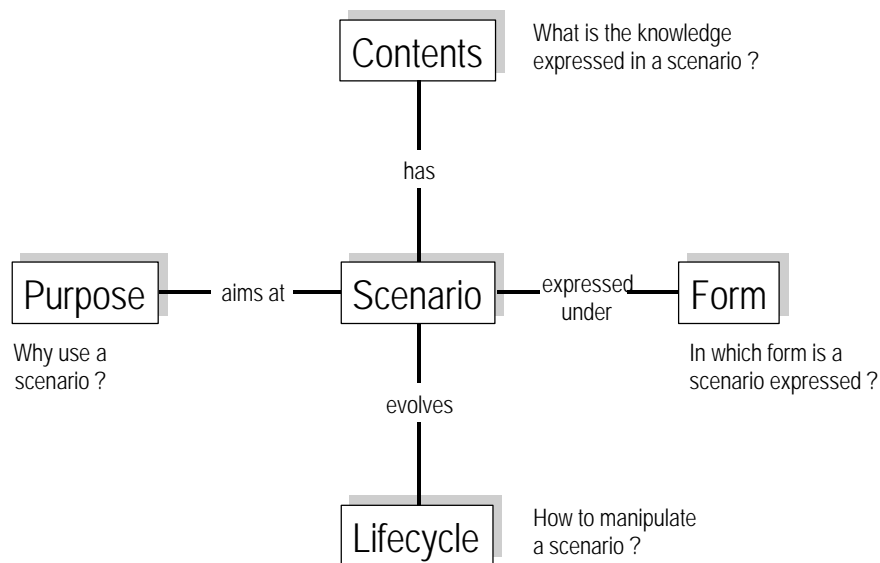 Contents
What is the knowledge
expressed in a scenario ?
has
Purpose
aims at
Scenario
expressed
under
Form
Why use a
scenario ?
In which form is a
scenario expressed ?
evolves
Lifecycle
How to manipulate
a scenario ?